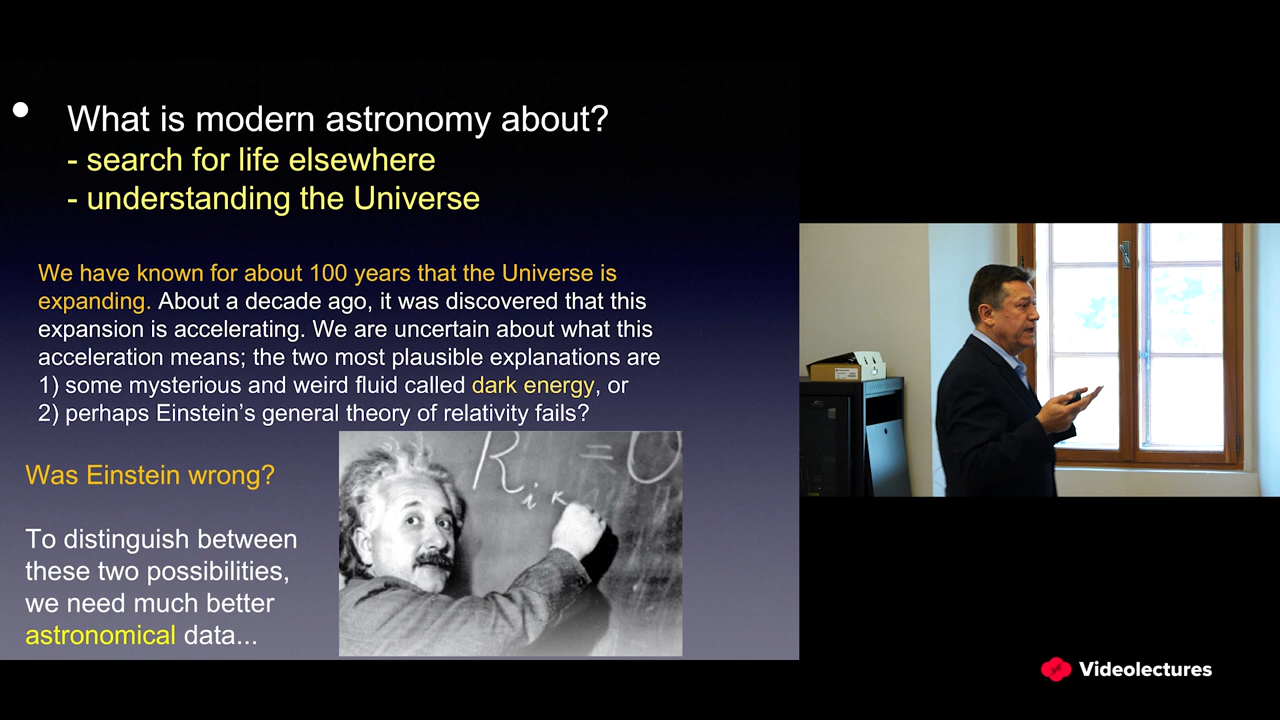 • What is modern astronomy about?
- search for life elsewhere
- understanding the Universe
We have known for about 100 years that the Universe is
expanding. About a decade ago, it was discovered that this
expansion is accelerating. We are uncertain about what this
acceleration means; the two most plausible explanations are
1) some mysterious and weird fluid called dark energy, or
2) perhaps Einstein's general theory of relativity fails?
Was Einstein wrong?
To distinguish between
these two possibilities,
we need much better
astronomical data...
R i k = 0
Videolectures